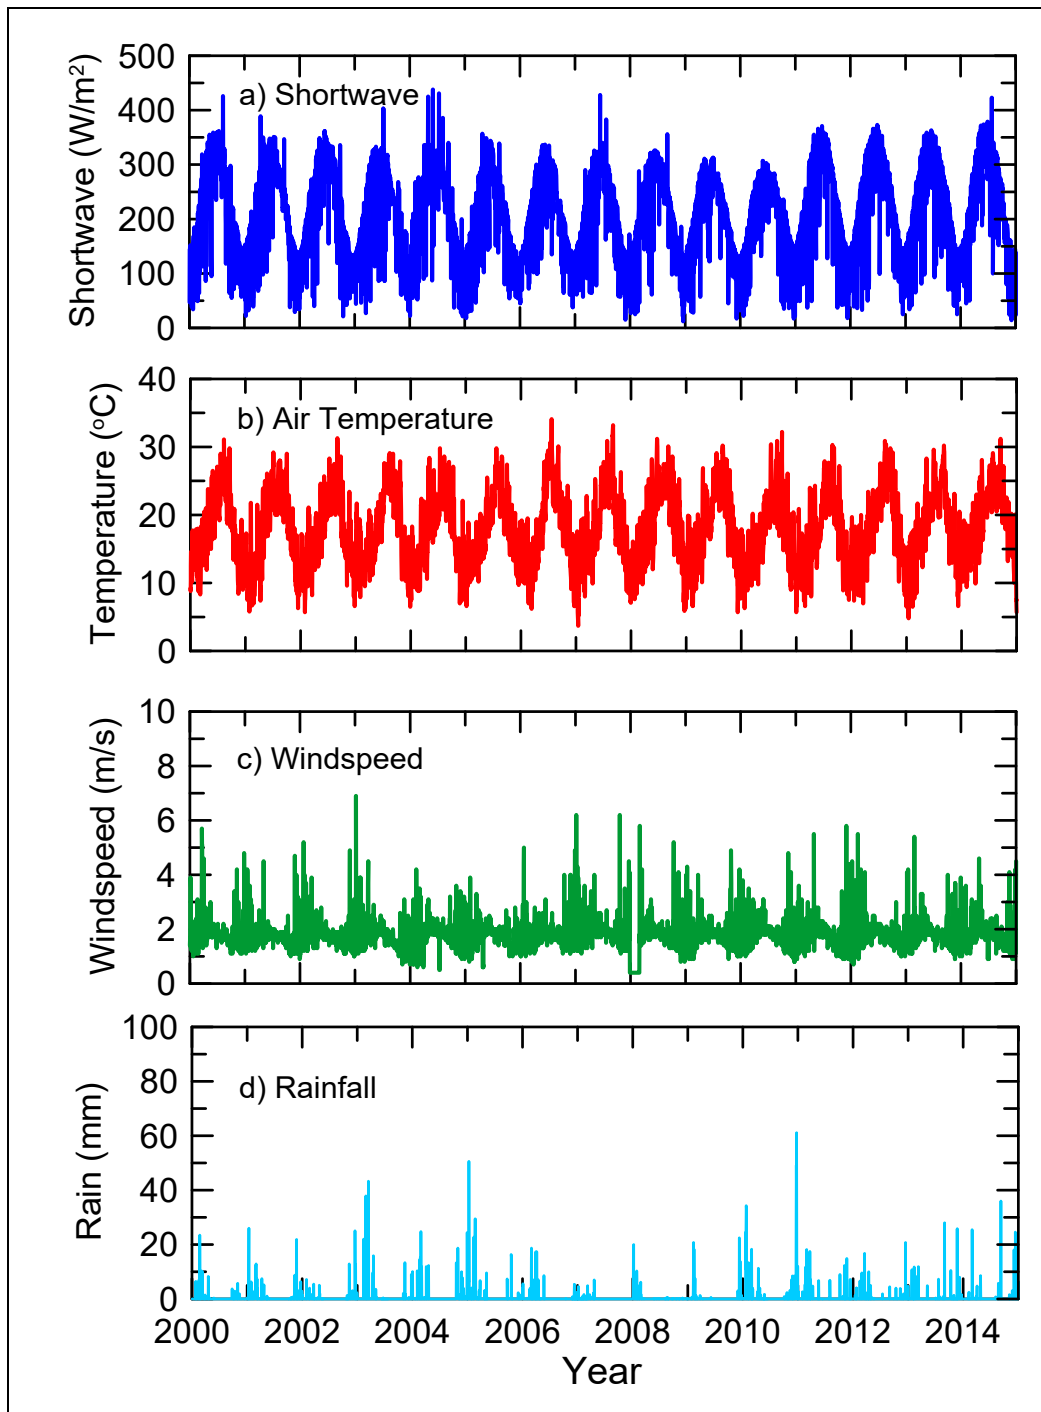 500
400
300
200
100
0
Shortwave (W/m²)
a) Shortwave
40
30
20
10
0
Temperature (°C)
b) Air Temperature
10
8
6
4
2
0
Windspeed (m/s)
c) Windspeed
100
80
60
40
20
0
Rain (mm)
d) Rainfall
2000 2002 2004 2006 2008 2010 2012 2014
Year